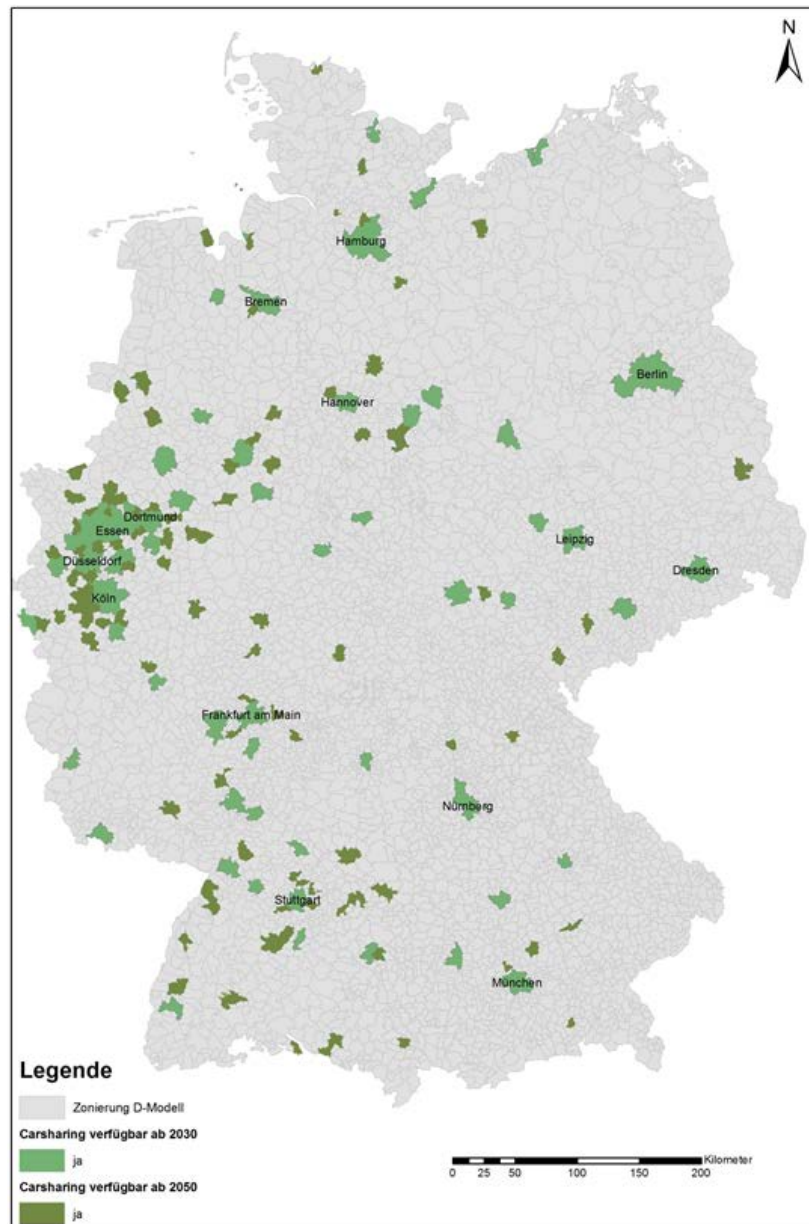 N
Hamburg
Bremen
Berlin
Hannover
Dortmund
Essen
Düsseldorf
Leipzig
Dresden
Köln
Frankfurt am Main
Nürnberg
Stuttgart
München
Legende
Zonierung D-Modell
Carsharing verfügbar ab 2030
ja
Carsharing verfügbar ab 2050
ja
Kilometer
0 25 50 100 150 200